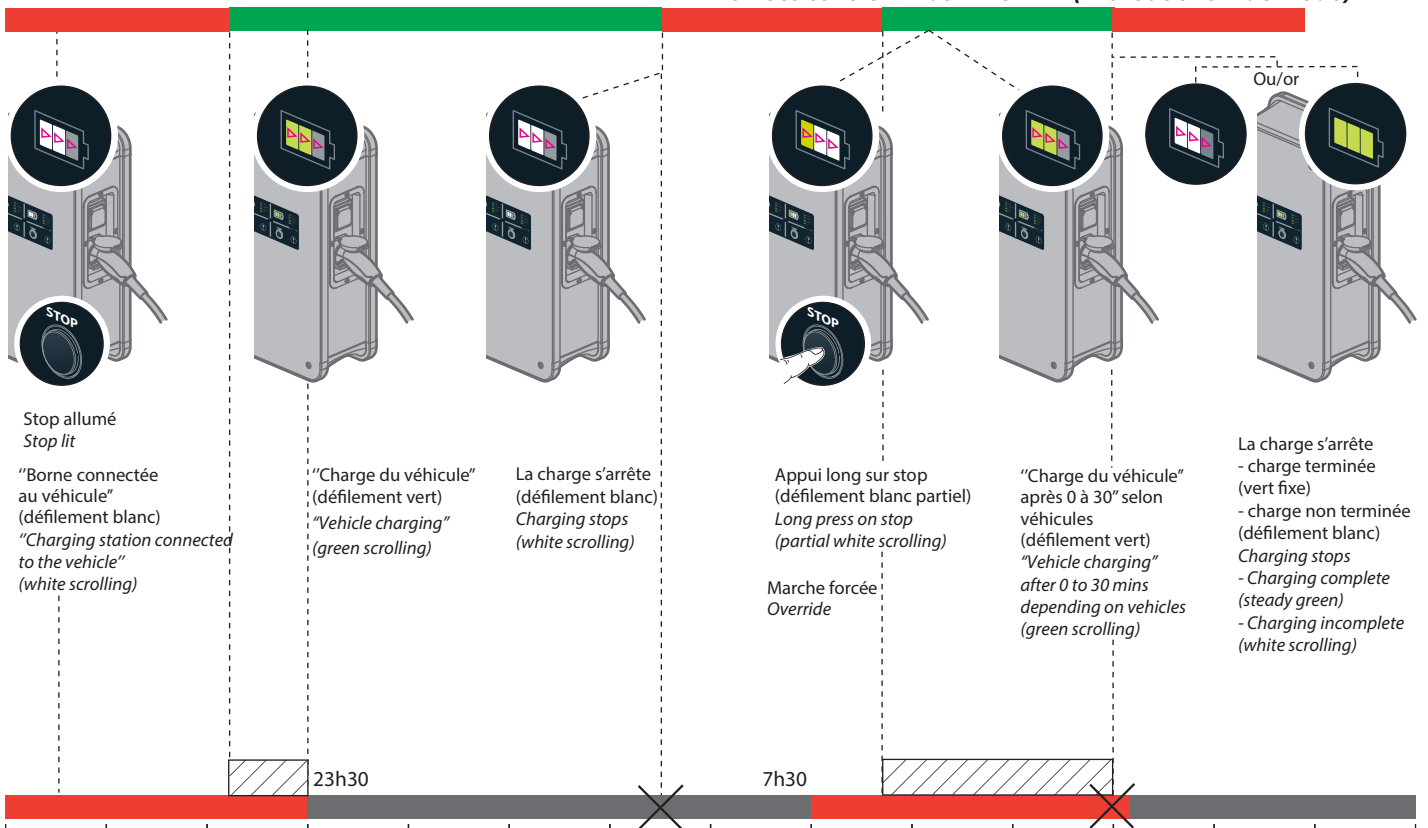 Ou/or
STOP
STOP
Stop allumé
Stop lit
"Borne connectée
au véhicule"
(défilement blanc)
"Charging station connected
to the vehicle"
(white scrolling)
"Charge du véhicule"
(défilement vert)
"Vehicle charging"
(green scrolling)
La charge s'arrête
(défilement blanc)
Charging stops
(white scrolling)
Appui long sur stop
(défilement blanc partiel)
Long press on stop
(partial white scrolling)
Marche forcée
Override
"Charge du véhicule"
après 0 à 30" selon
véhicules
(défilement vert)
"Vehicle charging"
after 0 to 30 mins
depending on vehicles
(green scrolling)
La charge s'arrête
- charge terminée
(vert fixe)
- charge non terminée
(défilement blanc)
Charging stops
- Charging complete
(steady green)
- Charging incomplete
(white scrolling)
23h30
7h30